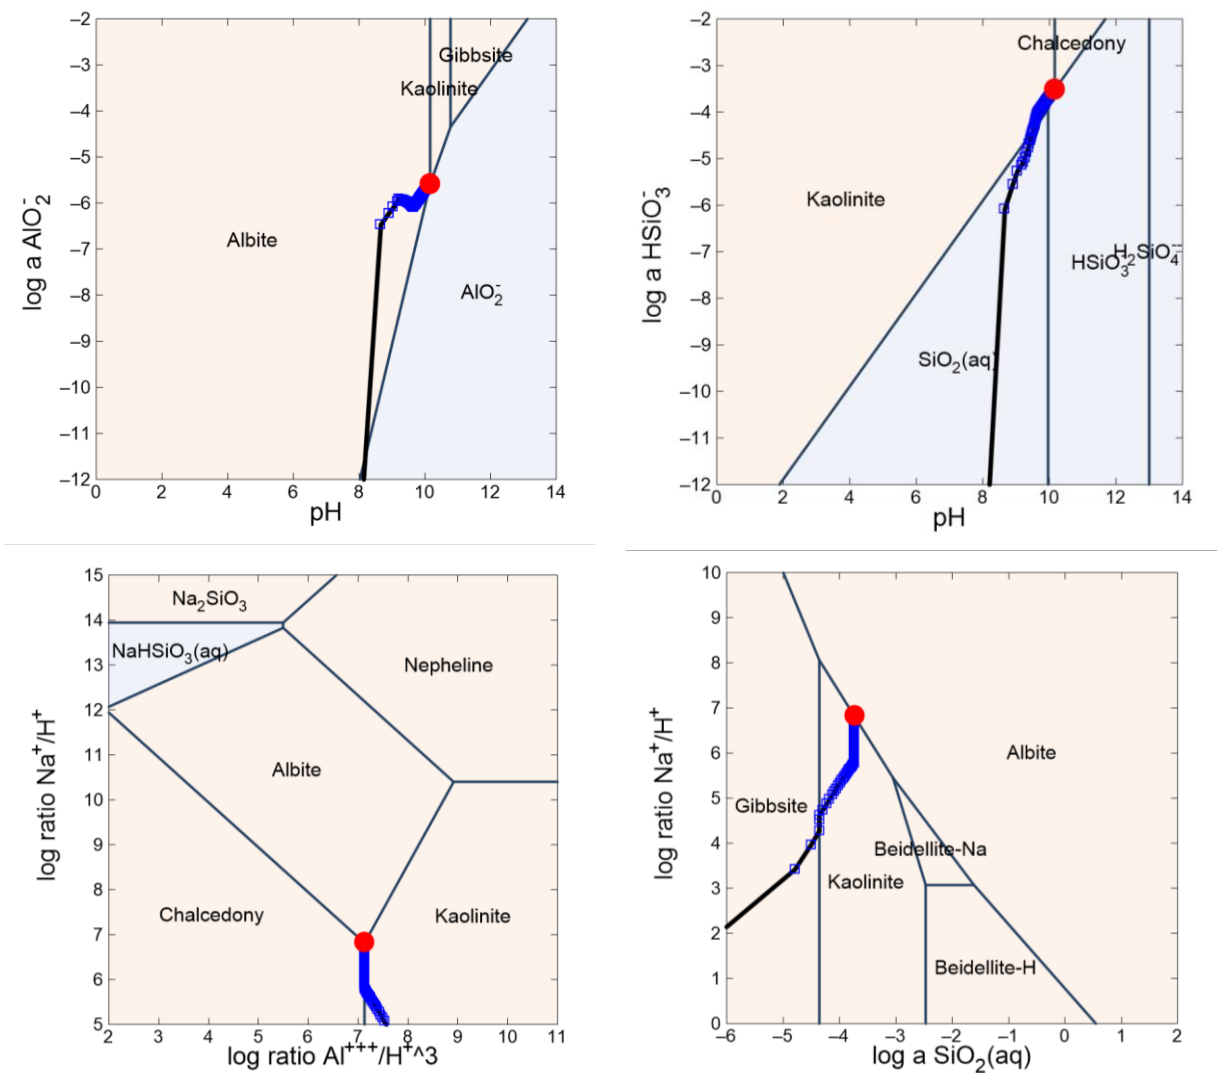 –2
–3
–4
–5
–6
–7
–8
–9
–10
–11
–12
0
2
4
6
8
10
12
14
log a AlO₂⁻
pH
Gibbsite
Kaolinite
Albite
AlO₂⁻
–2
–3
–4
–5
–6
–7
–8
–9
–10
–11
–12
0
2
4
6
8
10
12
14
log a HSiO₃⁻
pH
Chalcedony
Kaolinite
H₂SiO₄⁻⁻
HSiO₃⁻
SiO₂(aq)
15
14
13
12
11
10
9
8
7
6
5
2
3
4
5
6
7
8
9
10
11
log ratio Na⁺/H⁺
log ratio Al⁺⁺⁺/H⁺^3
Na₂SiO₃
NaHSiO₃(aq)
Nepheline
Albite
Chalcedony
Kaolinite
10
9
8
7
6
5
4
3
2
1
0
–6
–5
–4
–3
–2
–1
0
1
2
log ratio Na⁺/H⁺
log a SiO₂(aq)
Albite
Gibbsite
Beidellite-Na
Kaolinite
Beidellite-H